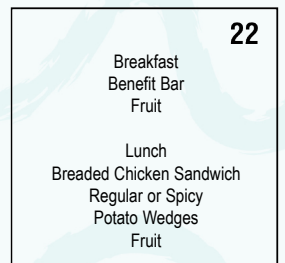 22
Breakfast
Benefit Bar
Fruit
Lunch
Breaded Chicken Sandwich
Regular or Spicy
Potato Wedges
Fruit